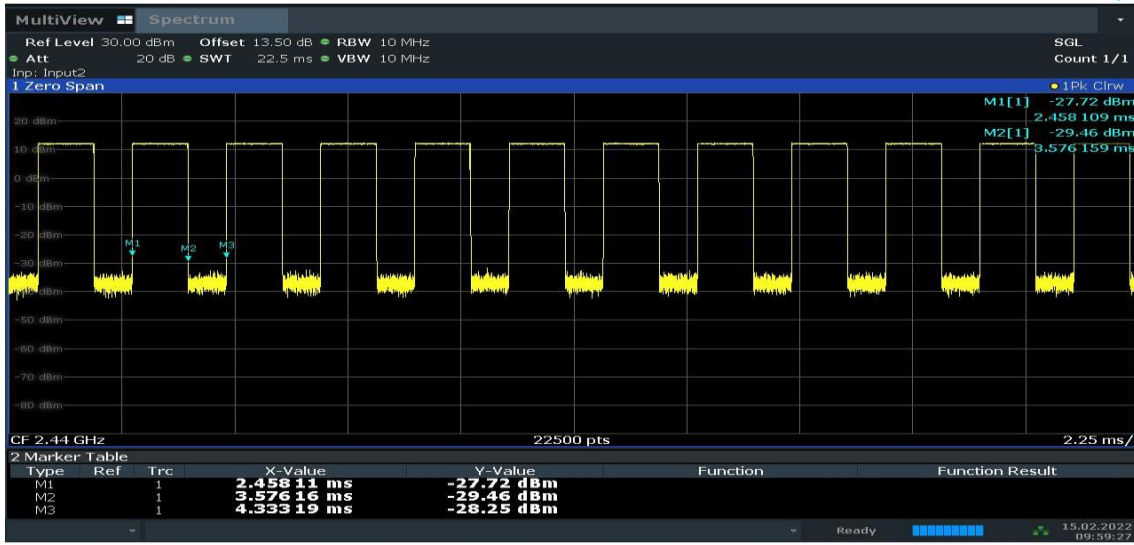 MultiView Spectrum
Ref Level 30.00 dBm Offset 13.50 dB RBW 10 MHz SGL
Att 20 dB SWT 22.5 ms VBW 10 MHz Count 1/1
Inp: Input2
1 Zero Span 1Pk Clrw
M1[1] -27.72 dBm
20 dBm 2.458 109 ms
M2[1] -29.46 dBm
10 dBm 3.576 159 ms
0 dBm
-10 dBm
-20 dBm
M1 M2 M3
-30 dBm
dBm
-50 dBm
-60 dBm
-70 dBm
-80 dBm
CF 2.44 GHz 22500 pts 2.25 ms/
2 Marker Table
Type Ref Trc X-Value Y-Value Function Function Result
M1 1 2.458 11 ms -27.72 dBm
M2 1 3.576 16 ms -29.46 dBm
M3 1 4.333 19 ms -28.25 dBm
Ready 15.02.2022
09:59:27